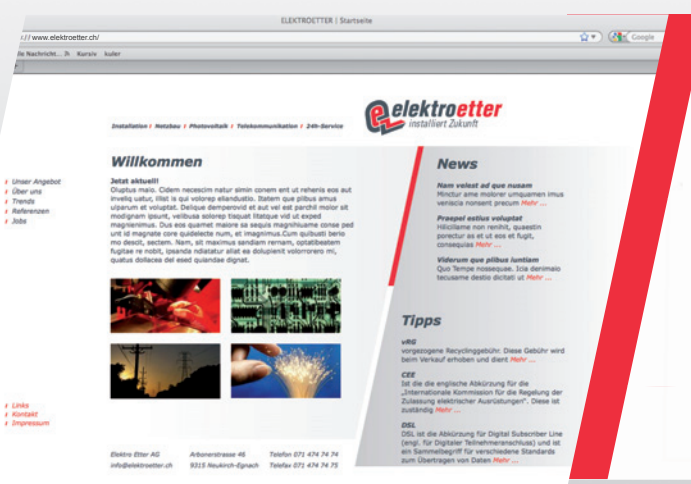 ELEKTROETTER | Startseite
// www.elektroetter.ch/
Google
Nachricht... Kursiv kuler
Installation Netzbau Photovoltaik Telekommunikation 24h-Service
elektroetter
installiert Zukunft
Unser Angebot
Über uns
Trends
Referenzen
Jobs
Willkommen
Jetzt aktuell!
Oluptus maio. Cidem necescim natur simin conem ent ut rehenis eos aut
inveliq uatur, illist is qui volorep eliandustio. Itatem que plibus amus
ulparum et voluptat. Delique demperovid et aut vel est parchil molor sit
modignam ipsunt, velibusa solorep tisquat litatque vid ut exped
magnienimus. Dus eos quamet maiore sa sequis magnihiuame conse ped
unt id magnate core quidelecte num, et imagnimus.Cum quibusti berio
mo descit, sectem. Nam, sit maximus sandiam rernam, optatibeatem
fugitae re nobit, ipsanda ndiatatur aliat ea dolupienit volorrorero mi,
quatus dollacea del esed quiandae dignat.
News
Nam velest ad que nusam
Minctur ame molorer umquamen imus
veniscia nonsent precum Mehr ...
Praepel estius voluptat
Hiliciliame non renihit, quaestin
porectur as et ut eos et fugit,
consequias Mehr ...
Viderum que plibus iuntiam
Quo Tempe nossequae. Icia denimaio
tecusame destio dicitati ut Mehr ...
Tipps
vRG
vorgezogene Recyclinggebühr. Diese Gebühr wird
beim Verkauf erhoben und dient Mehr ...
CEE
Ist die die englische Abkürzung für die
„Internationale Kommission für die Regelung der
Zulassung elektrischer Ausrüstungen“. Diese ist
zuständig Mehr ...
DSL
DSL ist die Abkürzung für Digital Subscriber Line
(engl. für Digitaler Teilnehmeranschluss) und ist
ein Sammelbegriff für verschiedene Standards
zum Übertragen von Daten Mehr ...
Links
Kontakt
Impressum
Elektro Etter AG Arbonerstrasse 46 Telefon 071 474 74 74
info@elektroetter.ch 9315 Neukirch-Egnach Telefax 071 474 74 75